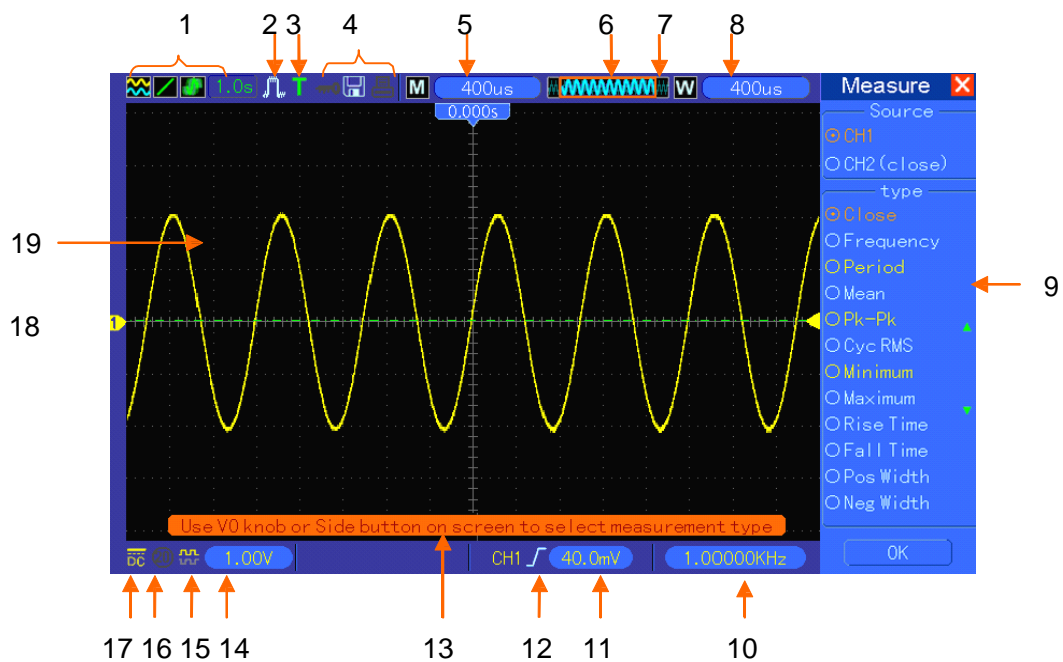 1 2 3 4 5 6 7 8
1.0s T M 400us W 400us Measure
0.000s
Source
CH1
CH2(close)
type
Close
19
Frequency
Period
9
Mean
18
1
Pk-Pk
Cyc RMS
Minimum
Maximum
Rise Time
Fall Time
Pos Width
Neg Width
Use V0 knob or Side button on screen to select measurement type
DC 20 1.00V CH1 40.0mV 1.00000KHz OK
17 16 15 14 13 12 11 10